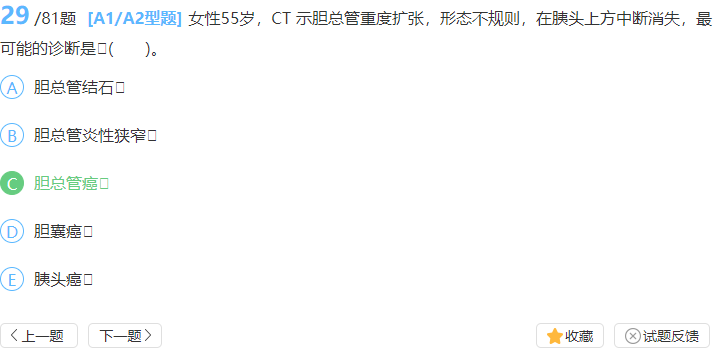 29 /81题 [A1/A2型题] 女性55岁，CT 示胆总管重度扩张，形态不规则，在胰头上方中断消失，最
可能的诊断是( )。
A 胆总管结石
B 胆总管炎性狭窄
C 胆总管癌
D 胆囊癌
E 胰头癌
上一题 下一题 收藏 试题反馈